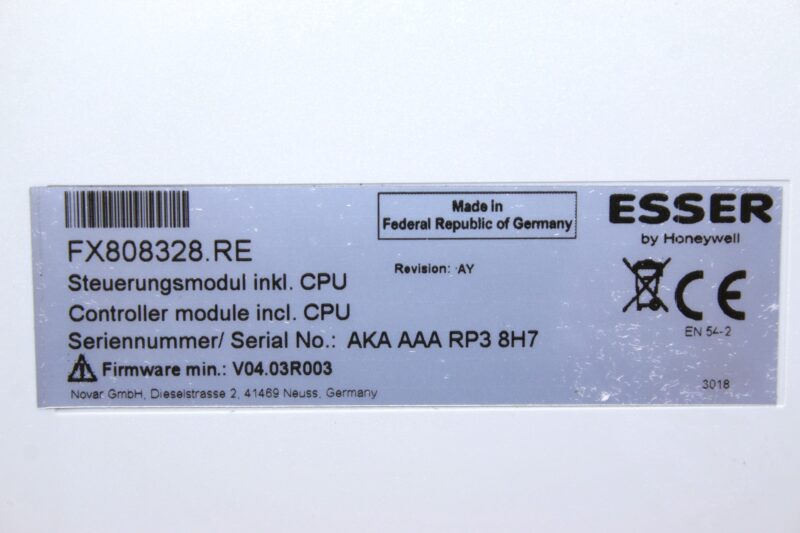 Made in
Federal Republic of Germany
ESSER
by Honeywell
FX808328.RE
Revision: AY
Steuerungsmodul inkl. CPU
Controller module incl. CPU
Seriennummer/ Serial No.: AKA AAA RP3 8H7
CE
EN 54-2
Firmware min.: V04.03R003
Novar GmbH, Dieselstrasse 2, 41469 Neuss, Germany
3018